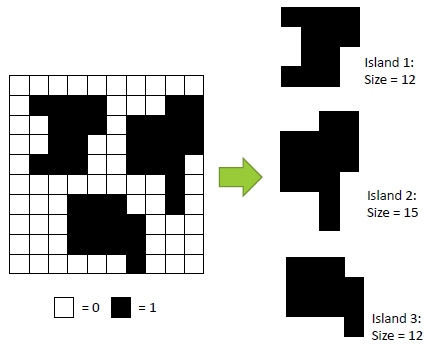 Island 1:
Size = 12
Island 2:
Size = 15
= 0
= 1
Island 3:
Size = 12